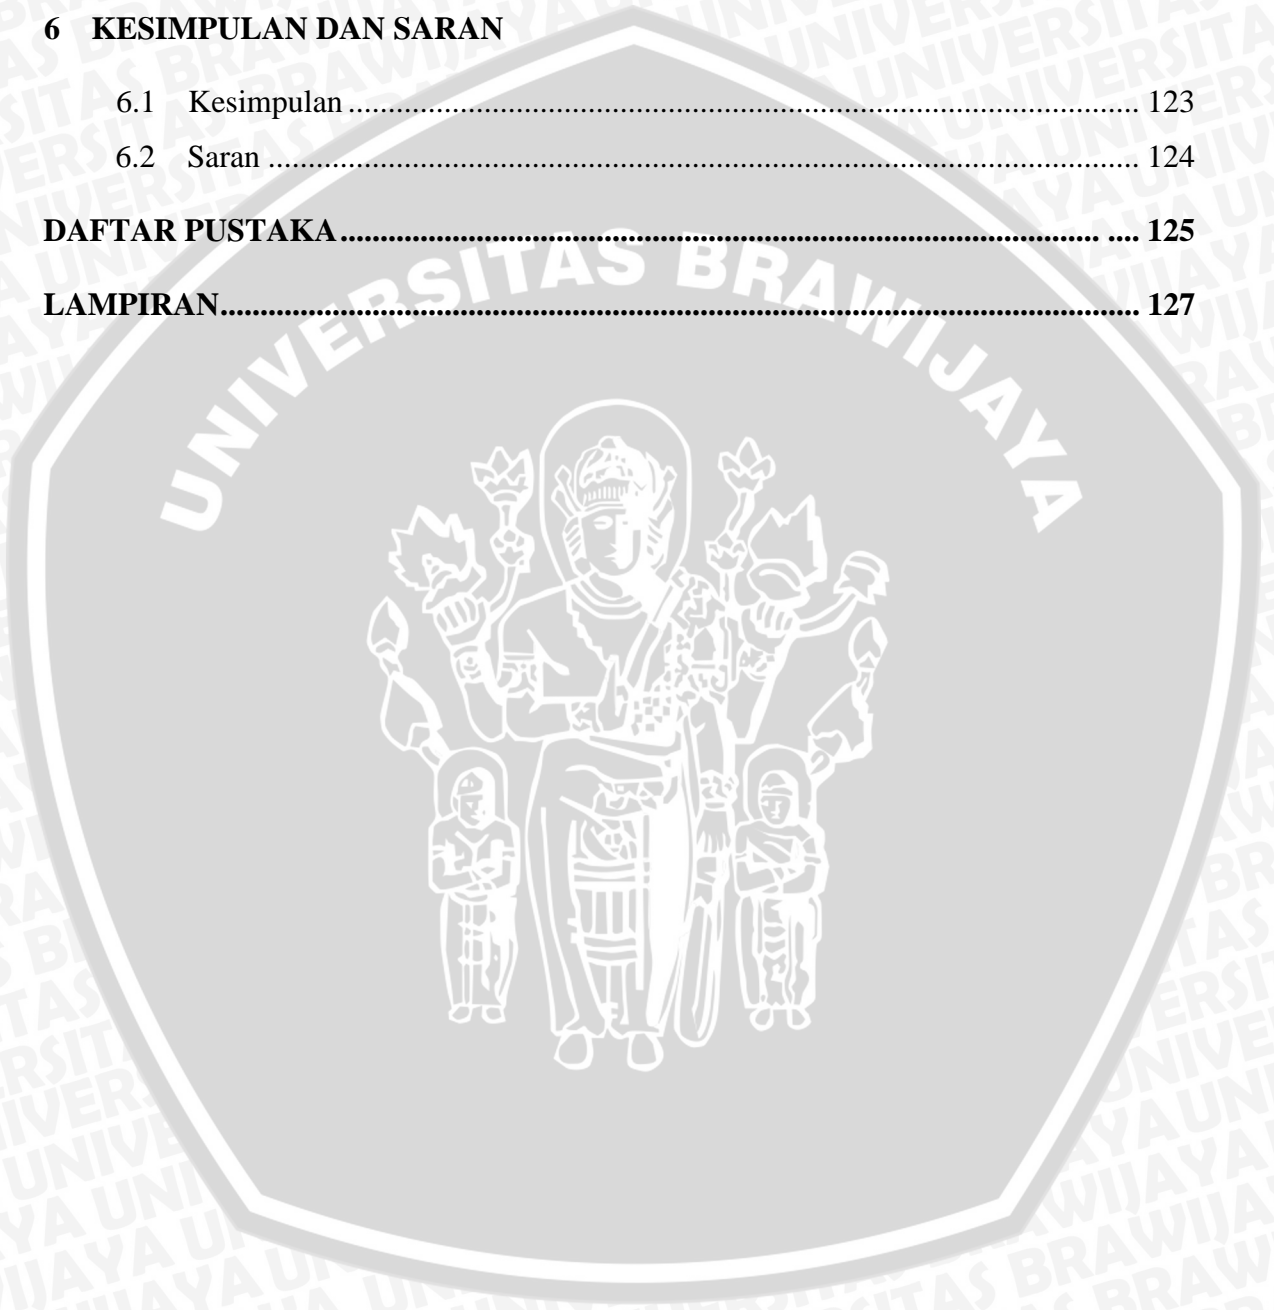 6 KESIMPULAN DAN SARAN
6.1 Kesimpulan .................................................................................................... 123
6.2 Saran .............................................................................................................. 124
DAFTAR PUSTAKA ................................................................................................ .... 125
LAMPIRAN .................................................................................................................... 127
UNIVERSITAS BRAWIJAYA